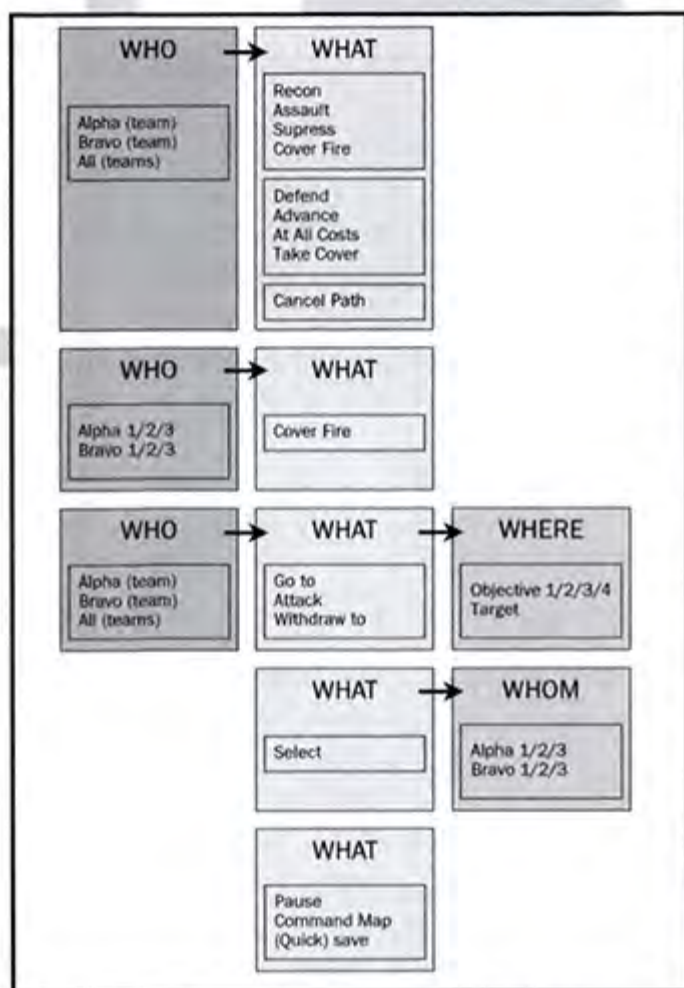 WHO
WHAT
Alpha (team)
Bravo (team)
All (teams)
Recon
Assault
Supress
Cover Fire
Defend
Advance
At All Costs
Take Cover
Cancel Path
WHO
WHAT
Alpha 1/2/3
Bravo 1/2/3
Cover Fire
WHO
WHAT
WHERE
Alpha (team)
Bravo (team)
All (teams)
Go to
Attack
Withdraw to
Objective 1/2/3/4
Target
WHAT
WHOM
Select
Alpha 1/2/3
Bravo 1/2/3
WHAT
Pause
Command Map
(Quick) save